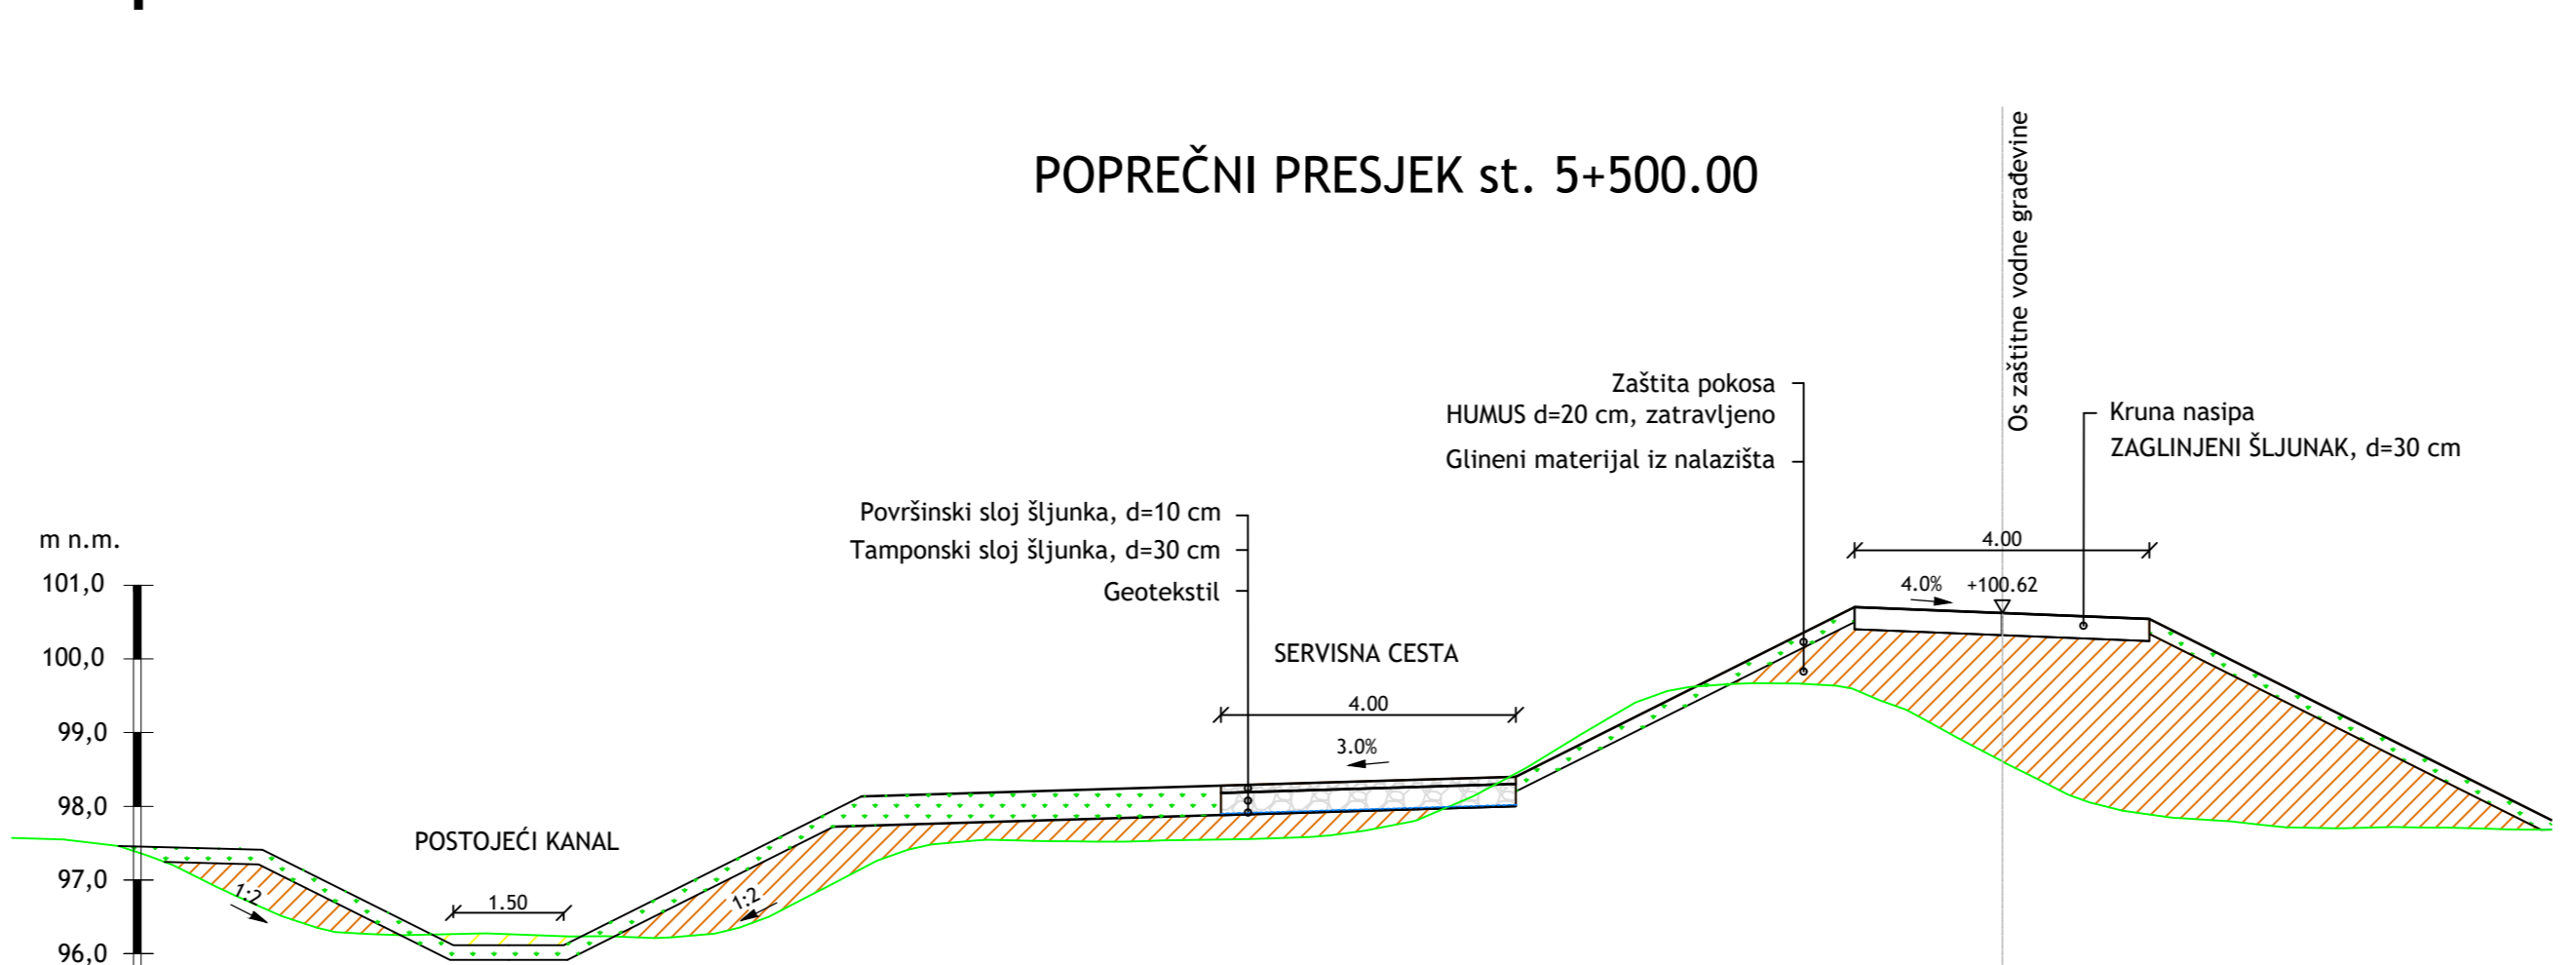 POPREČNI PRESJEK st. 5+500.00
Os zaštitne vodne građevine
Zaštita pokosa
HUMUS d=20 cm, zatravljeno
Glineni materijal iz nalazišta
Kruna nasipa
ZAGLINJENI ŠLJUNAK, d=30 cm
Površinski sloj šljunka, d=10 cm
Tamponski sloj šljunka, d=30 cm
Geotekstil
4.00
4.0%
+100.62
SERVISNA CESTA
4.00
3.0%
m n.m.
101,0
100,0
99,0
98,0
97,0
96,0
POSTOJEĆI KANAL
1:2
1.50
1:2